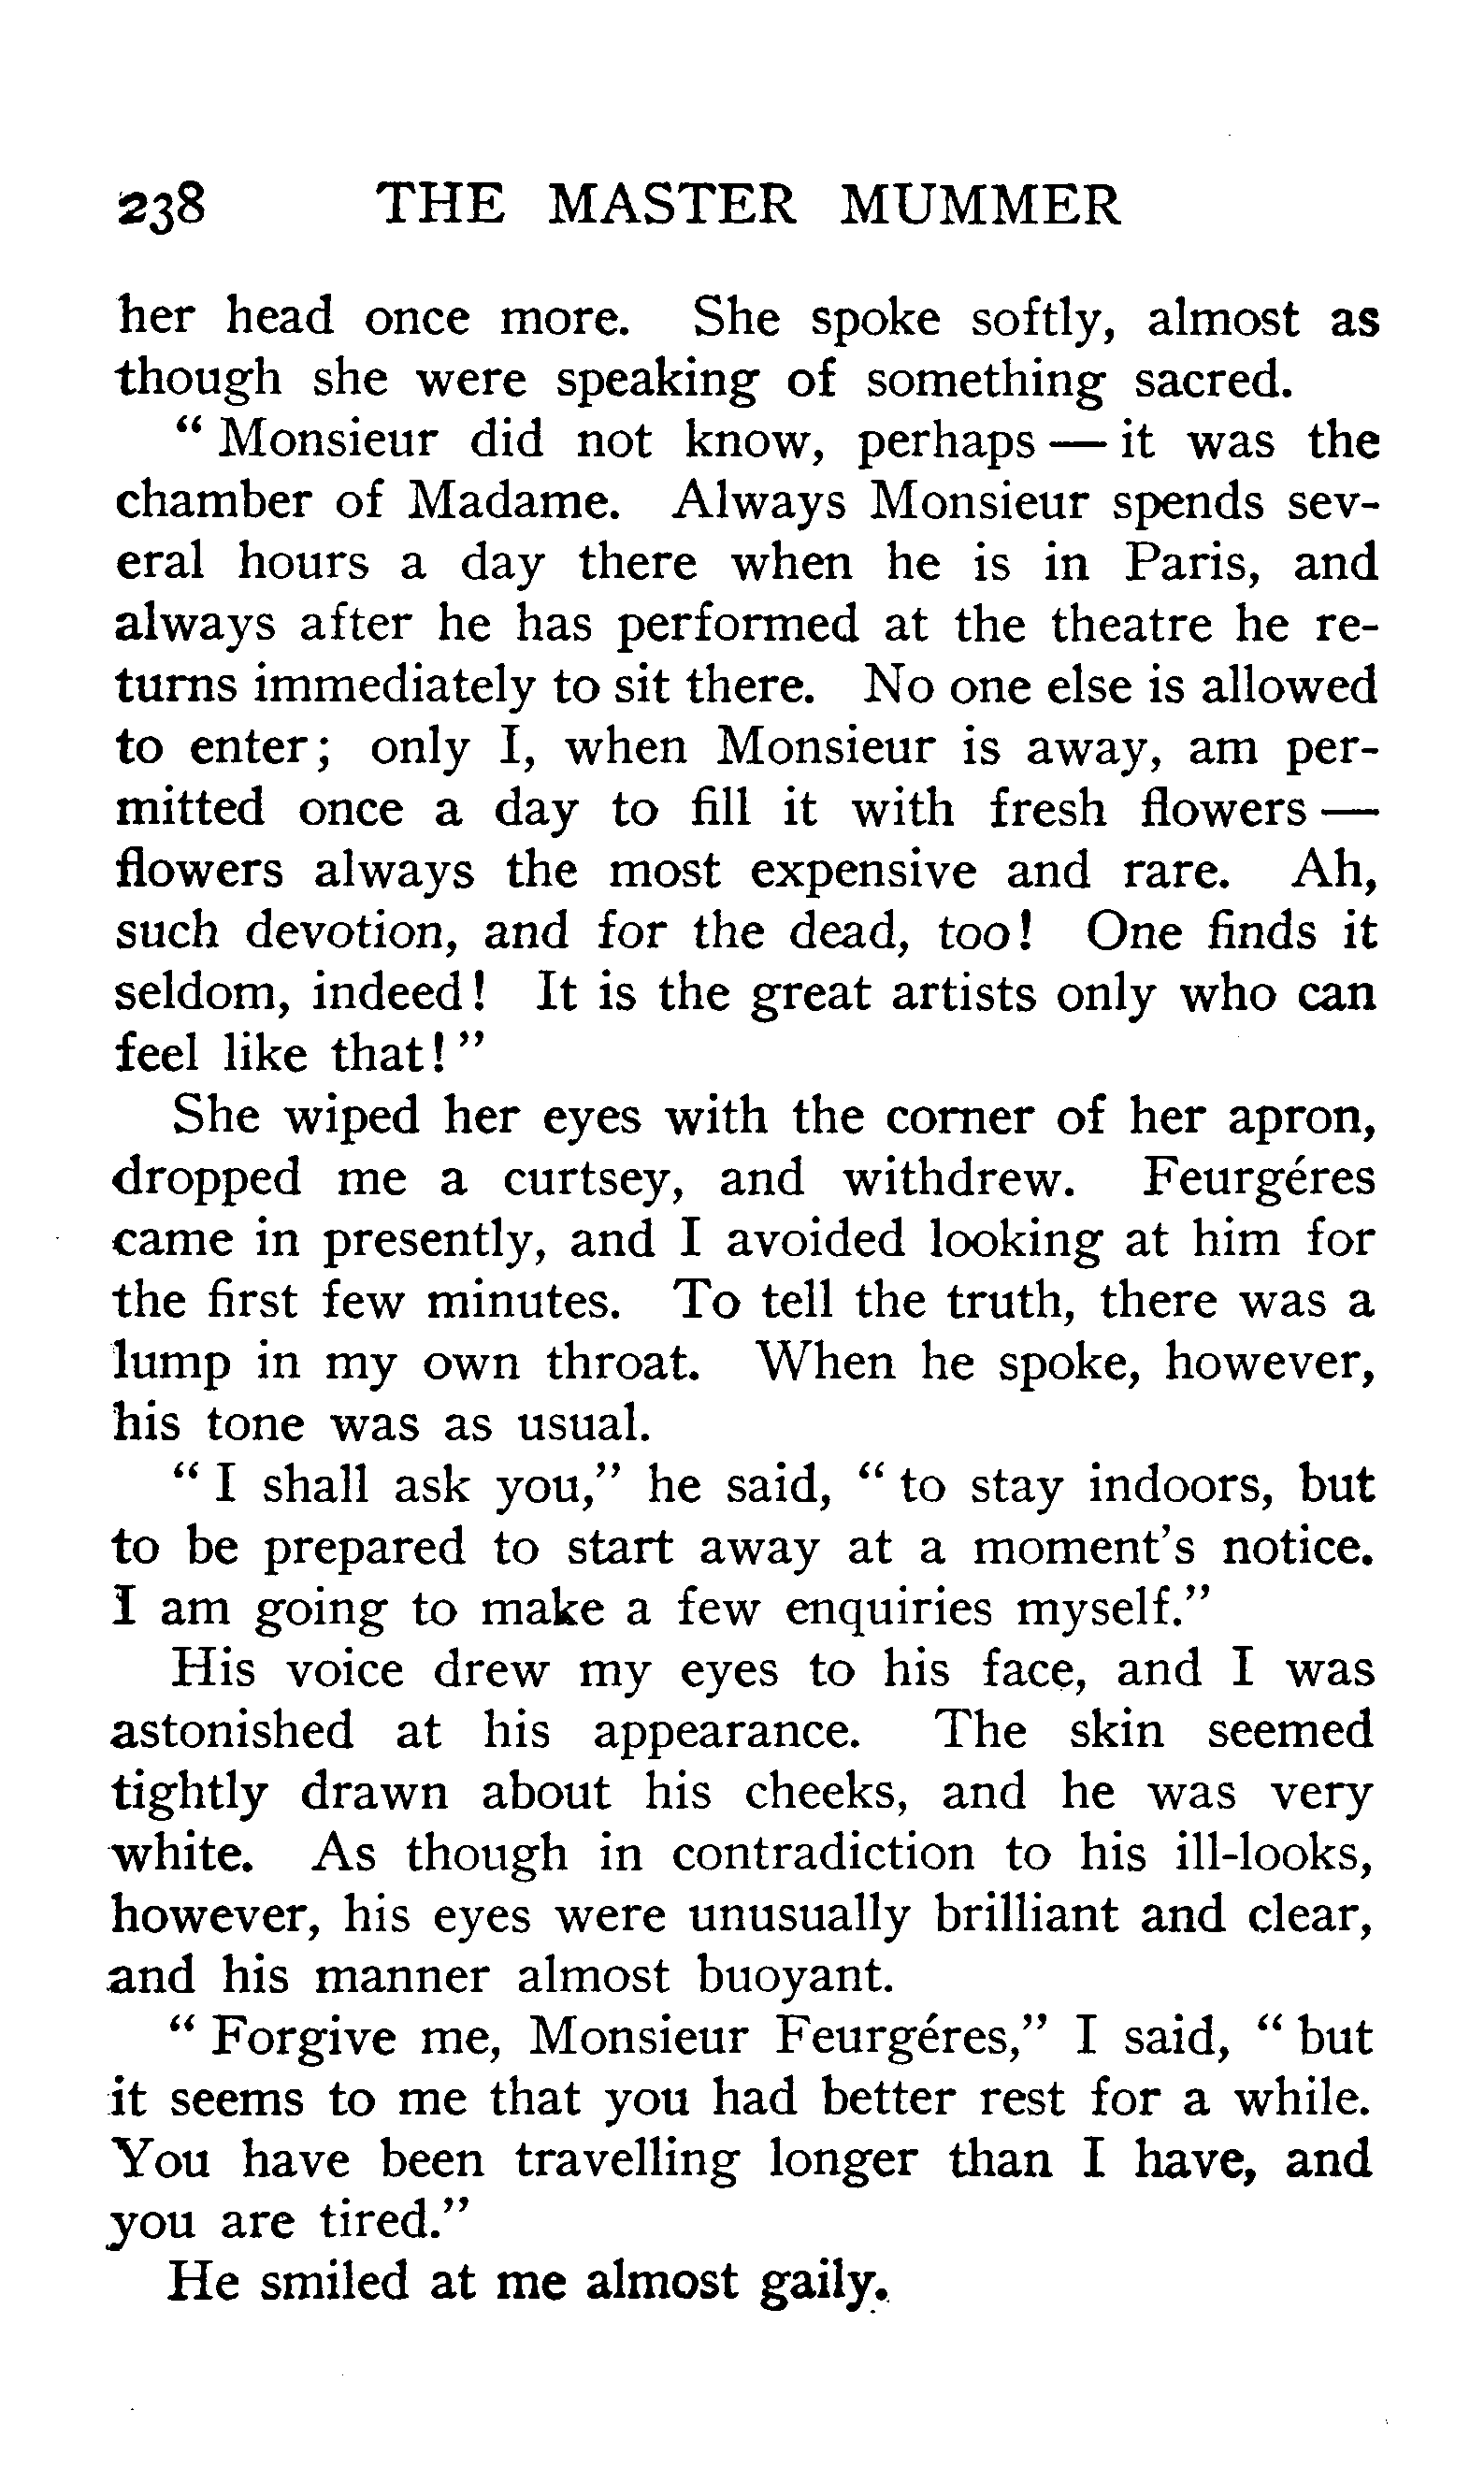 238 THE MASTER MUMMER
her head once more. She spoke softly, almost as
though she were speaking of something sacred.
“ Monsieur did not know, perhaps — it was the
chamber of Madame. Always Monsieur spends sev-
eral hours a day there when he is in Paris, and
always after he has performed at the theatre he re-
turns immediately to sit there. No one else is allowed
to enter; only I, when Monsieur is away, am per-
mitted once a day to fill it with fresh flowers —
flowers always the most expensive and rare. Ah,
such devotion, and for the dead, too! One finds it
seldom, indeed! It is the great artists only who can
feel like that! ”
She wiped her eyes with the corner of her apron,
dropped me a curtsey, and withdrew. Feurgéres
came in presently, and I avoided looking at him for
the first few minutes. To tell the truth, there was a
lump in my own throat. When he spoke, however,
his tone was as usual.
“ I shall ask you,” he said, “ to stay indoors, but
to be prepared to start away at a moment’s notice.
I am going to make a few enquiries myself.”
His voice drew my eyes to his face, and I was
astonished at his appearance. The skin seemed
tightly drawn about his cheeks, and he was very
white. As though in contradiction to his ill-looks,
however, his eyes were unusually brilliant and clear,
and his manner almost buoyant.
“ Forgive me, Monsieur Feurgéres,” I said, “ but
it seems to me that you had better rest for a while.
You have been travelling longer than I have, and
you are tired.”
He smiled at me almost gaily.